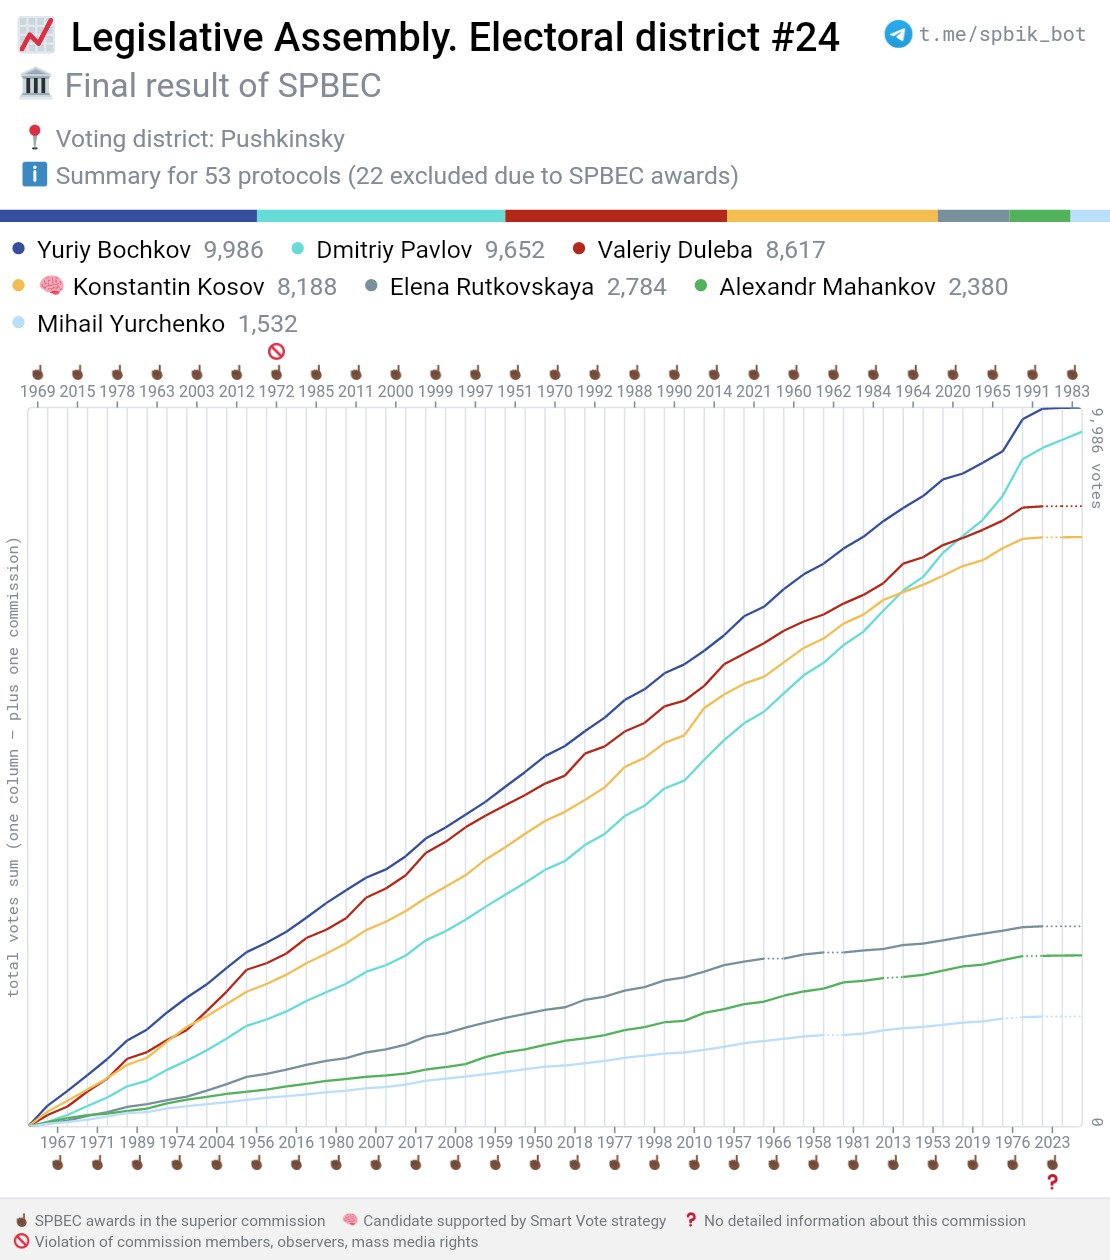 Legislative Assembly. Electoral district #24
t.me/spbik_bot
Final result of SPBEC
Voting district: Pushkinsky
Summary for 53 protocols (22 excluded due to SPBEC awards)
Yuriy Bochkov 9,986 Dmitriy Pavlov 9,652 Valeriy Duleba 8,617
Konstantin Kosov 8,188 Elena Rutkovskaya 2,784 Alexandr Mahankov 2,380
Mihail Yurchenko 1,532
1969 2015 1978 1963 2003 2012 1972 1985 2011 2000 1999 1997 1951 1970 1992 1988 1990 2014 2021 1960 1962 1984 1964 2020 1965 1991 1983
9,986 votes
total votes sum (one column – plus one commission)
0
1967 1971 1989 1974 2004 1956 2016 1980 2007 2017 2008 1959 1950 2018 1977 1998 2010 1957 1966 1958 1981 2013 1953 2019 1976 2023
SPBEC awards in the superior commission Candidate supported by Smart Vote strategy ? No detailed information about this commission
Violation of commission members, observers, mass media rights